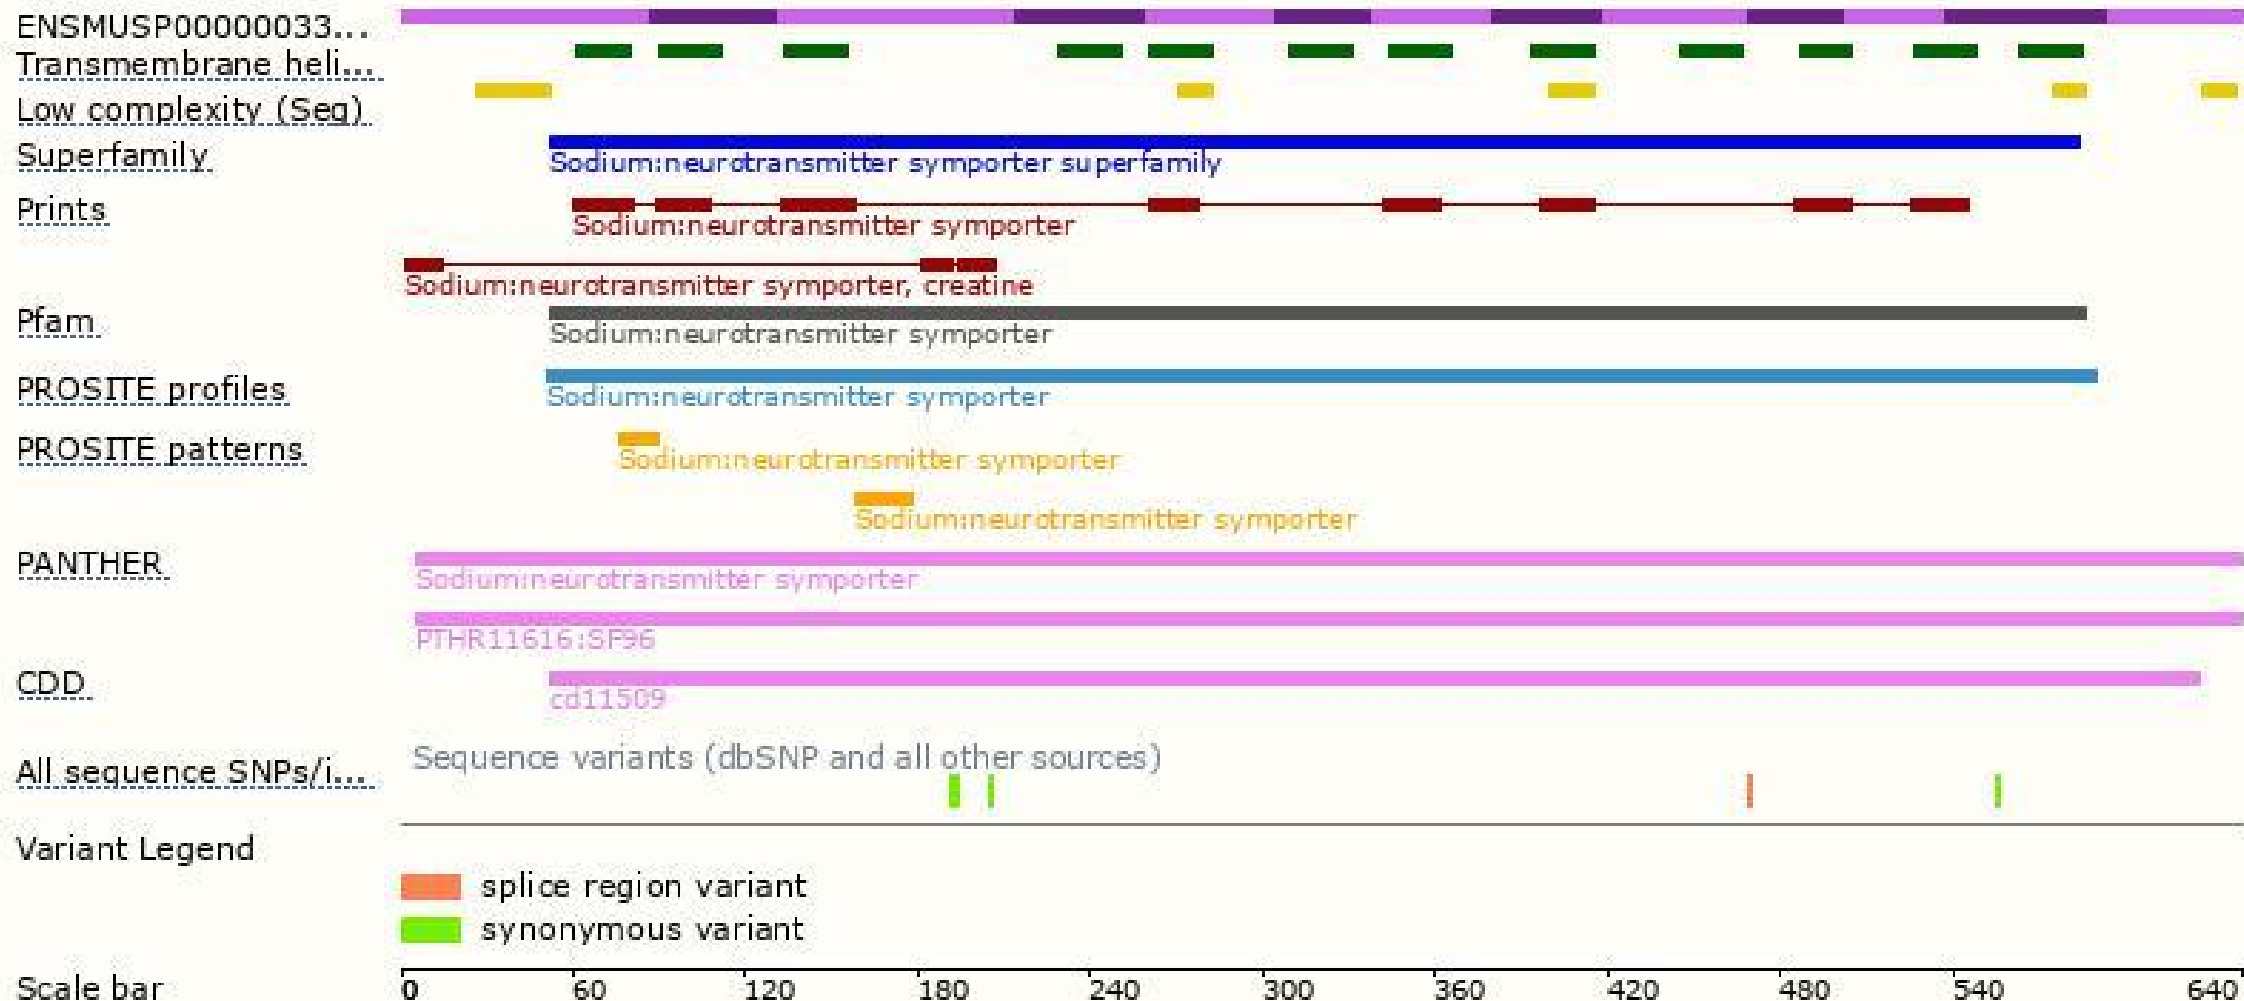 ENSMUSP00000033...
Transmembrane heli...
Low complexity (Seg)
Superfamily
Sodium:neurotransmitter symporter superfamily
Prints
Sodium:neurotransmitter symporter
Sodium:neurotransmitter symporter, creatine
Pfam
Sodium:neurotransmitter symporter
PROSITE profiles
Sodium:neurotransmitter symporter
PROSITE patterns
Sodium:neurotransmitter symporter
Sodium:neurotransmitter symporter
PANTHER
Sodium:neurotransmitter symporter
PTHR11616:SF96
CDD
cd11509
Sequence variants (dbSNP and all other sources)
All sequence SNPs/i...
Variant Legend
splice region variant
synonymous variant
Scale bar 0 60 120 180 240 300 360 420 480 540 640